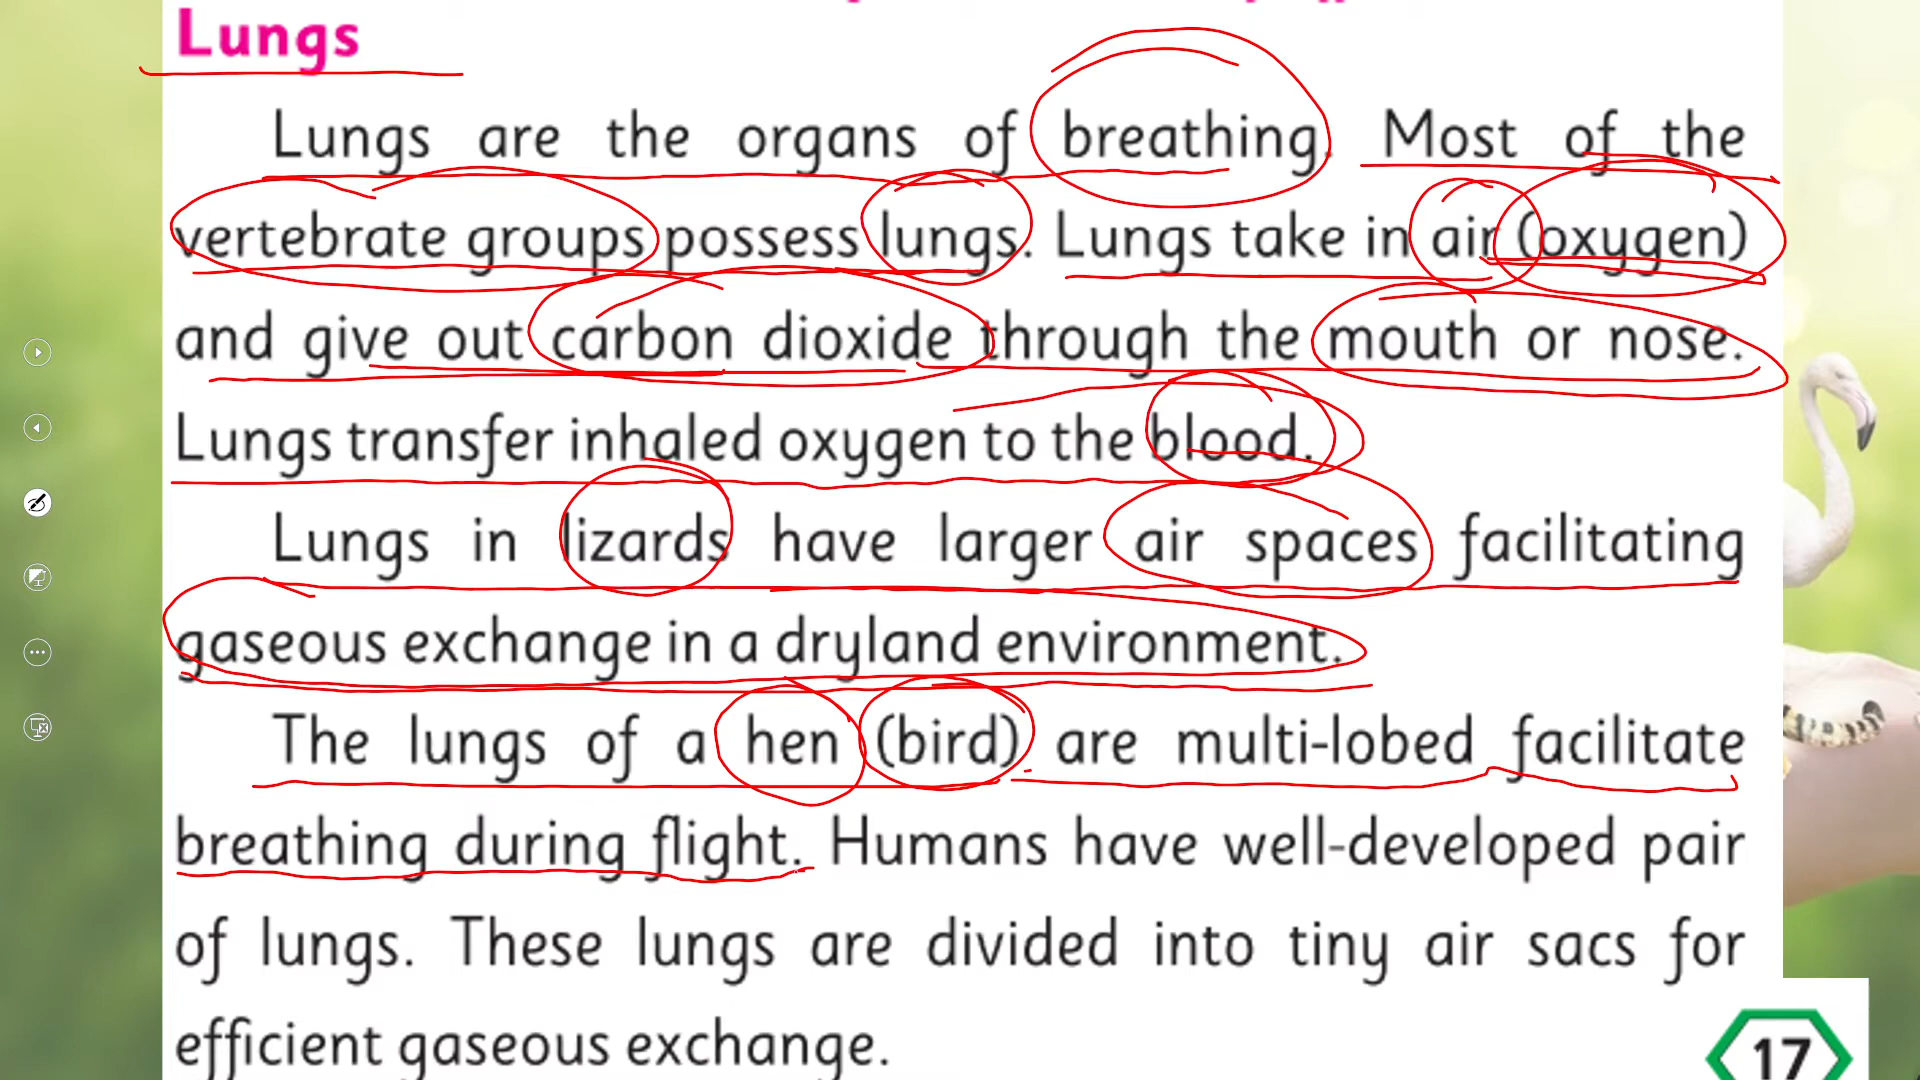 Lungs
Lungs are the organs of breathing. Most of the
vertebrate groups possess lungs. Lungs take in air (oxygen)
and give out carbon dioxide through the mouth or nose.
Lungs transfer inhaled oxygen to the blood.
Lungs in lizards have larger air spaces facilitating
gaseous exchange in a dryland environment.
The lungs of a hen (bird) are multi-lobed facilitate
breathing during flight. Humans have well-developed pair
of lungs. These lungs are divided into tiny air sacs for
efficient gaseous exchange.
17